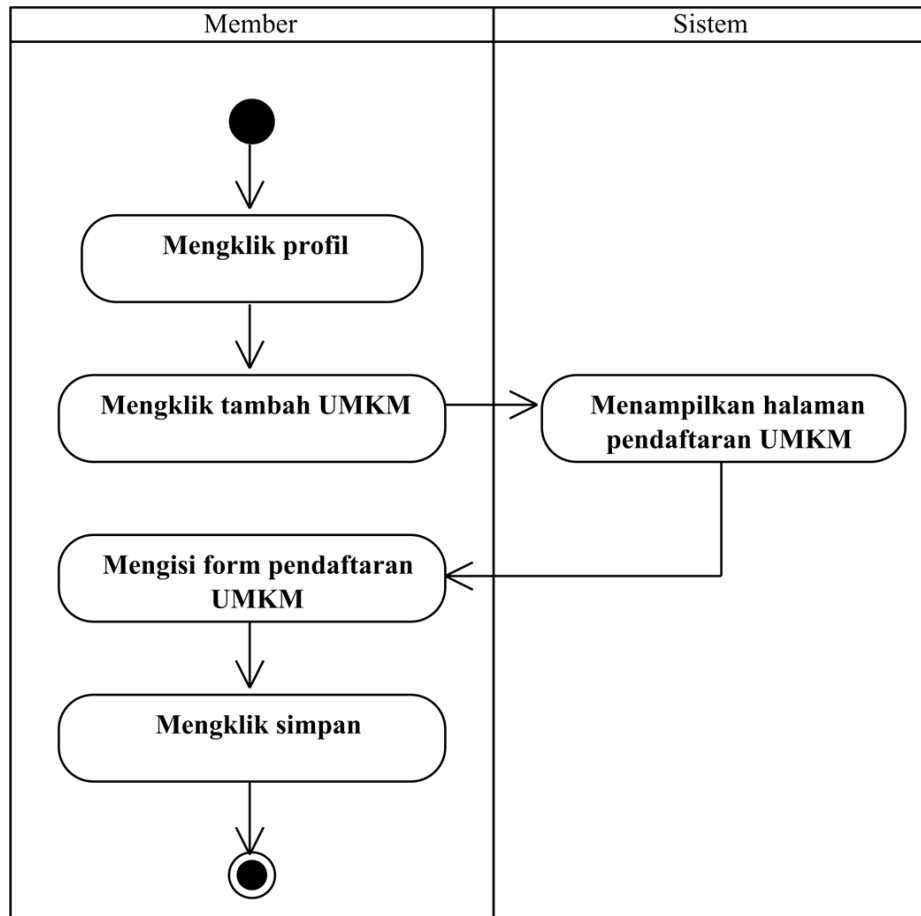 Member
Sistem
Mengklik profil
Mengklik tambah UMKM
Menampilkan halaman
pendaftaran UMKM
Mengisi form pendaftaran
UMKM
Mengklik simpan